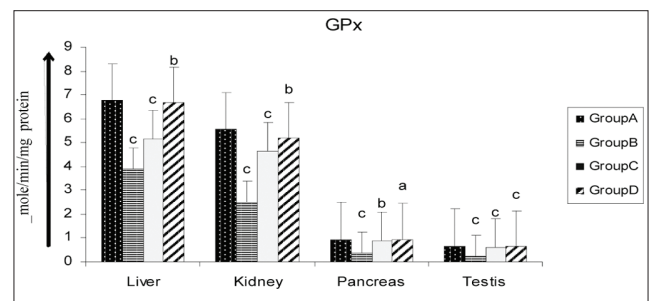 GPx
_mole/min/mg protein
9
8
7
6
5
4
3
2
1
0
c c b
c c b
c b a
c c c
Liver Kidney Pancreas Testis
GroupA
GroupB
GroupC
GroupD